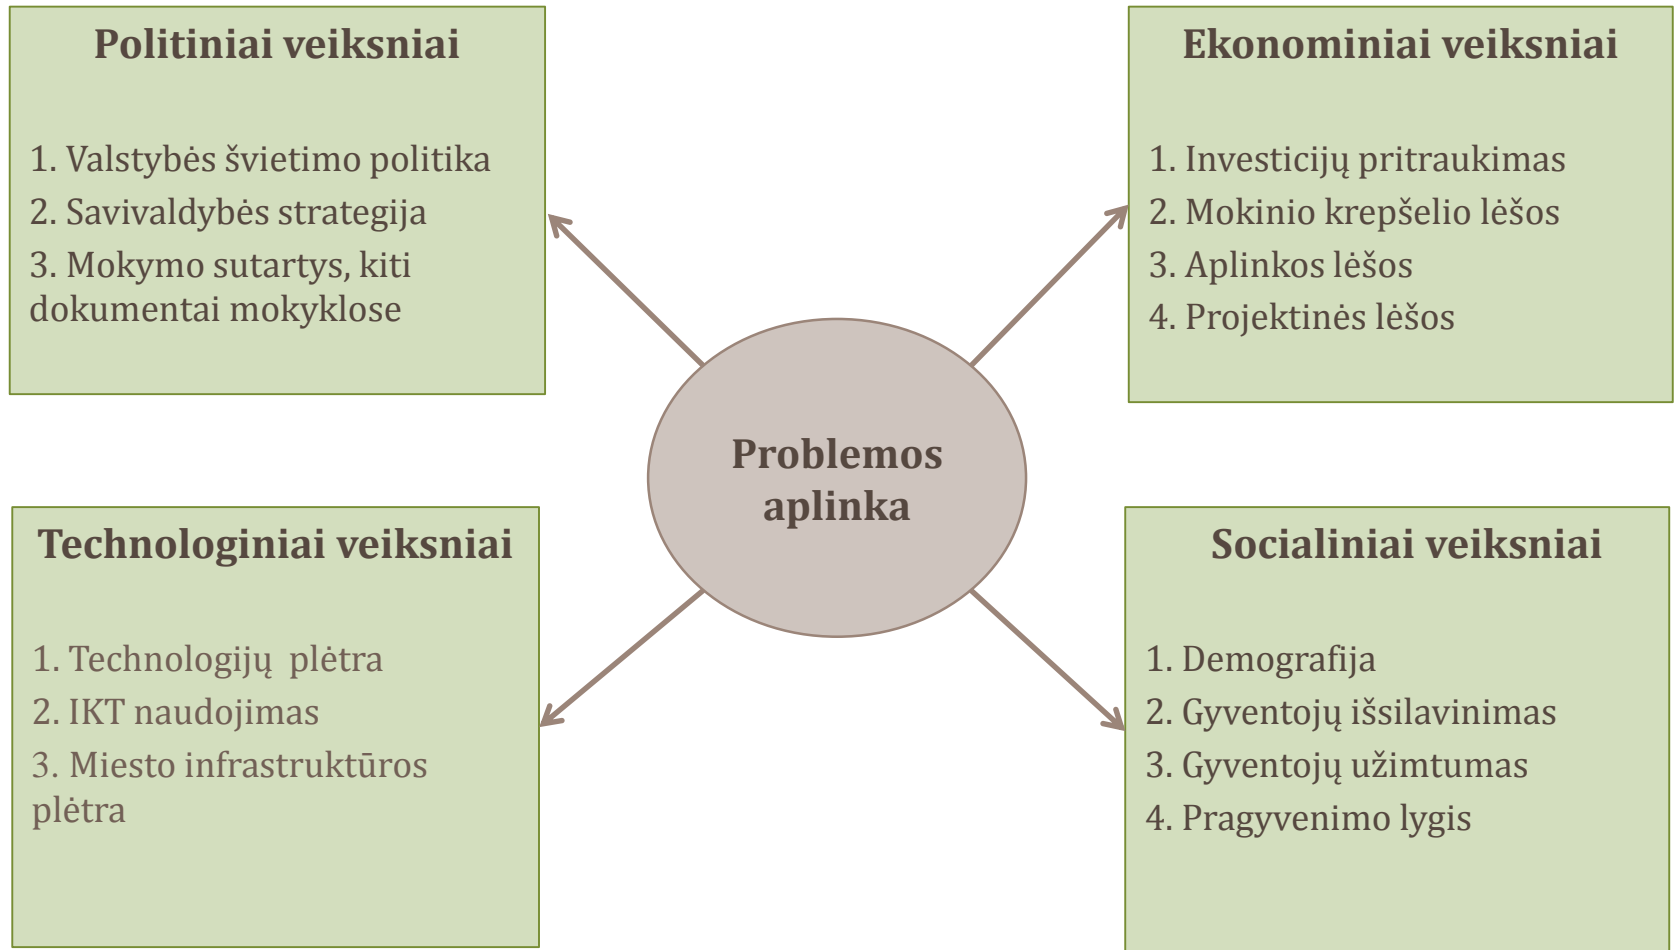 Politiniai veiksniai
1. Valstybės švietimo politika
2. Savivaldybės strategija
3. Mokymo sutartys, kiti
dokumentai mokyklose
Ekonominiai veiksniai
1. Investicijų pritraukimas
2. Mokinio krepšelio lėšos
3. Aplinkos lėšos
4. Projektinės lėšos
Problemos
aplinka
Technologiniai veiksniai
1. Technologijų  plėtra
2. IKT naudojimas
3. Miesto infrastruktūros
plėtra
Socialiniai veiksniai
1. Demografija
2. Gyventojų išsilavinimas
3. Gyventojų užimtumas
4. Pragyvenimo lygis